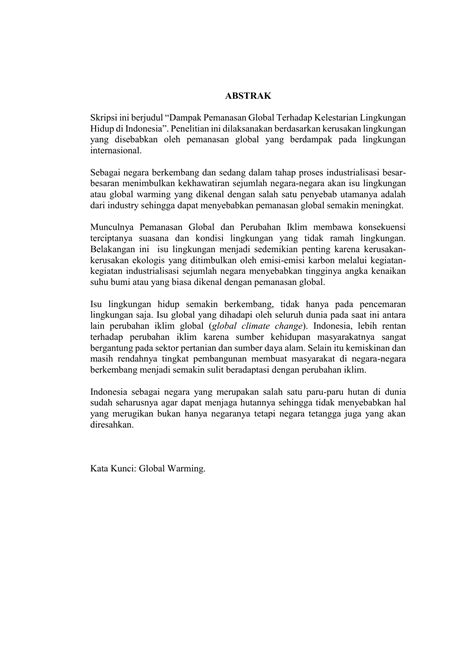 ABSTRAK
Skripsi ini berjudul “Dampak Pemanasan Global Terhadap Kelestarian Lingkungan
Hidup di Indonesia”. Penelitian ini dilaksanakan berdasarkan kerusakan lingkungan
yang disebabkan oleh pemanasan global yang berdampak pada lingkungan
internasional.
Sebagai negara berkembang dan sedang dalam tahap proses industrialisasi besar-
besaran menimbulkan kekhawatiran sejumlah negara-negara akan isu lingkungan
atau global warming yang dikenal dengan salah satu penyebab utamanya adalah
dari industry sehingga dapat menyebabkan pemanasan global semakin meningkat.
Munculnya Pemanasan Global dan Perubahan Iklim membawa konsekuensi
terciptanya suasana dan kondisi lingkungan yang tidak ramah lingkungan.
Belakangan ini isu lingkungan menjadi sedemikian penting karena kerusakan-
kerusakan ekologis yang ditimbulkan oleh emisi-emisi karbon melalui kegiatan-
kegiatan industrialisasi sejumlah negara menyebabkan tingginya angka kenaikan
suhu bumi atau yang biasa dikenal dengan pemanasan global.
Isu lingkungan hidup semakin berkembang, tidak hanya pada pencemaran
lingkungan saja. Isu global yang dihadapi oleh seluruh dunia pada saat ini antara
lain perubahan iklim global (global climate change). Indonesia, lebih rentan
terhadap perubahan iklim karena sumber kehidupan masyarakatnya sangat
bergantung pada sektor pertanian dan sumber daya alam. Selain itu kemiskinan dan
masih rendahnya tingkat pembangunan membuat masyarakat di negara-negara
berkembang menjadi semakin sulit beradaptasi dengan perubahan iklim.
Indonesia sebagai negara yang merupakan salah satu paru-paru hutan di dunia
sudah seharusnya agar dapat menjaga hutannya sehingga tidak menyebabkan hal
yang merugikan bukan hanya negaranya tetapi negara tetangga juga yang akan
diresahkan.
Kata Kunci: Global Warming.